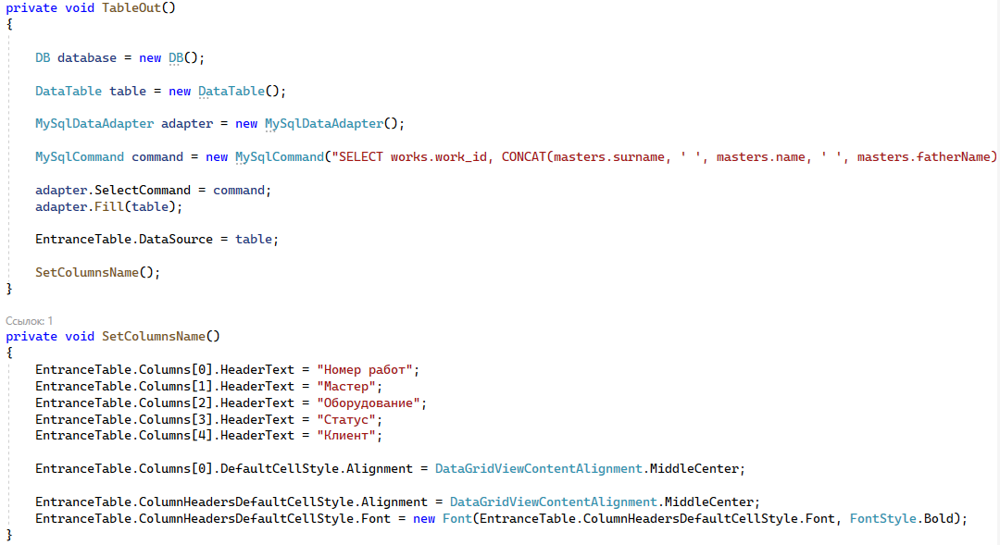 private void TableOut()
{
DB database = new DB();
DataTable table = new DataTable();
MySqlDataAdapter adapter = new MySqlDataAdapter();
MySqlCommand command = new MySqlCommand("SELECT works.work_id, CONCAT(masters.surname, ' ', masters.name, ' ', masters.fatherName)
adapter.SelectCommand = command;
adapter.Fill(table);
EntranceTable.DataSource = table;
SetColumnsName();
}
Ссылок: 1
private void SetColumnsName()
{
EntranceTable.Columns[0].HeaderText = "Номер работ";
EntranceTable.Columns[1].HeaderText = "Мастер";
EntranceTable.Columns[2].HeaderText = "Оборудование";
EntranceTable.Columns[3].HeaderText = "Статус";
EntranceTable.Columns[4].HeaderText = "Клиент";
EntranceTable.Columns[0].DefaultCellStyle.Alignment = DataGridViewContentAlignment.MiddleCenter;
EntranceTable.ColumnHeadersDefaultCellStyle.Alignment = DataGridViewContentAlignment.MiddleCenter;
EntranceTable.ColumnHeadersDefaultCellStyle.Font = new Font(EntranceTable.ColumnHeadersDefaultCellStyle.Font, FontStyle.Bold);
}